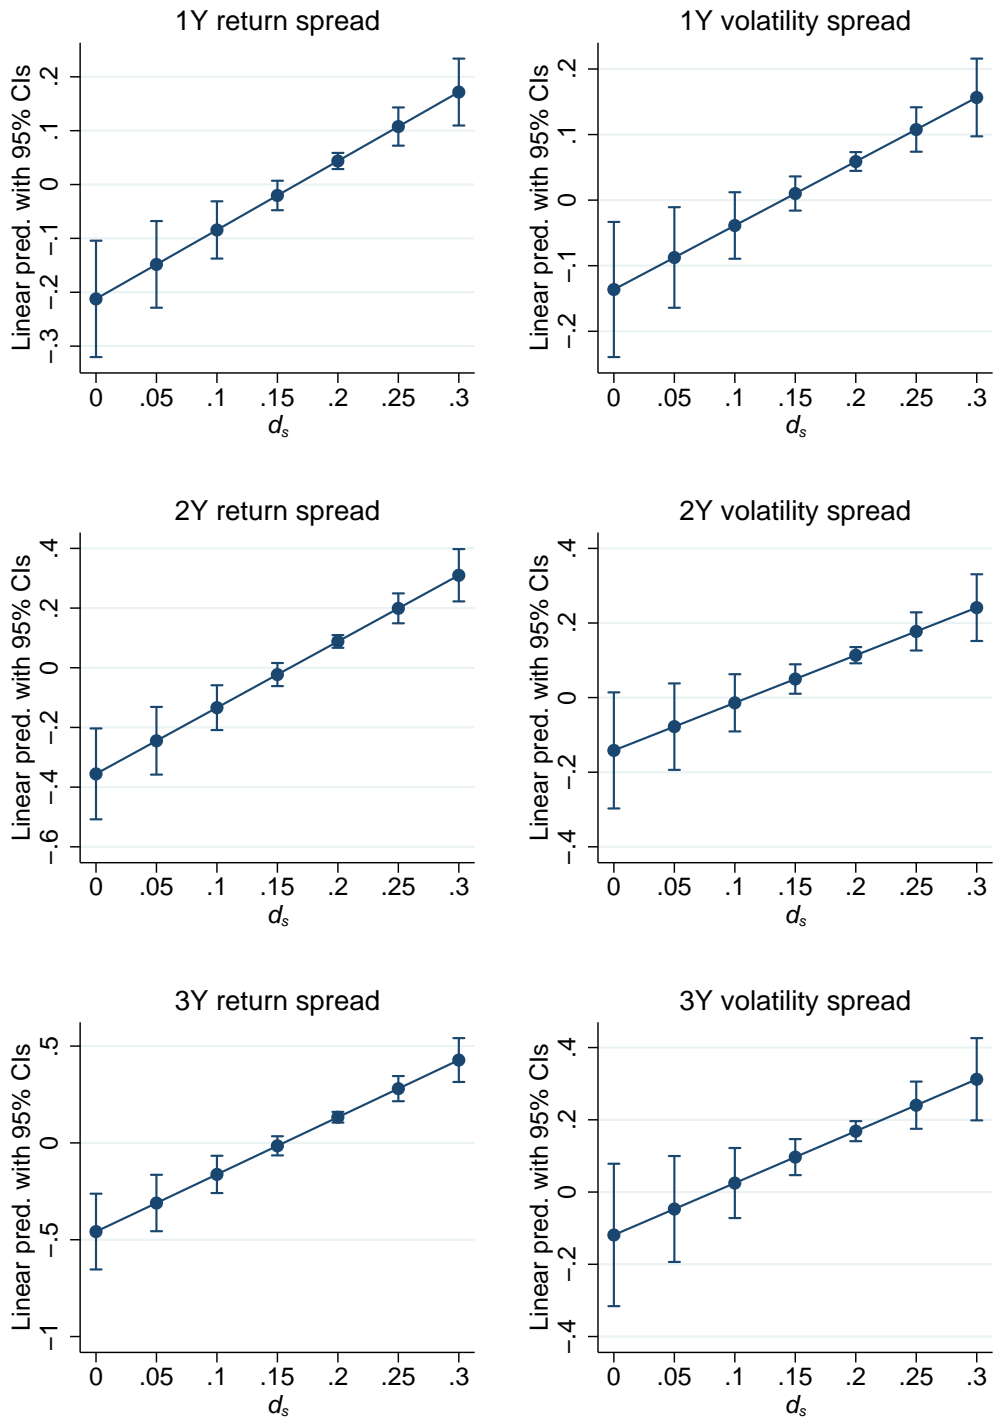 1Y return spread
Linear pred. with 95% CIs
.2
.1
0
−.1
−.2
−.3
0 .05 .1 .15 .2 .25 .3
ds
1Y volatility spread
Linear pred. with 95% CIs
.2
.1
0
−.1
−.2
0 .05 .1 .15 .2 .25 .3
ds
2Y return spread
Linear pred. with 95% CIs
.4
.2
0
−.2
−.4
−.6
0 .05 .1 .15 .2 .25 .3
ds
2Y volatility spread
Linear pred. with 95% CIs
.4
.2
0
−.2
−.4
0 .05 .1 .15 .2 .25 .3
ds
3Y return spread
Linear pred. with 95% CIs
.5
0
−.5
−1
0 .05 .1 .15 .2 .25 .3
ds
3Y volatility spread
Linear pred. with 95% CIs
.4
.2
0
−.2
−.4
0 .05 .1 .15 .2 .25 .3
ds